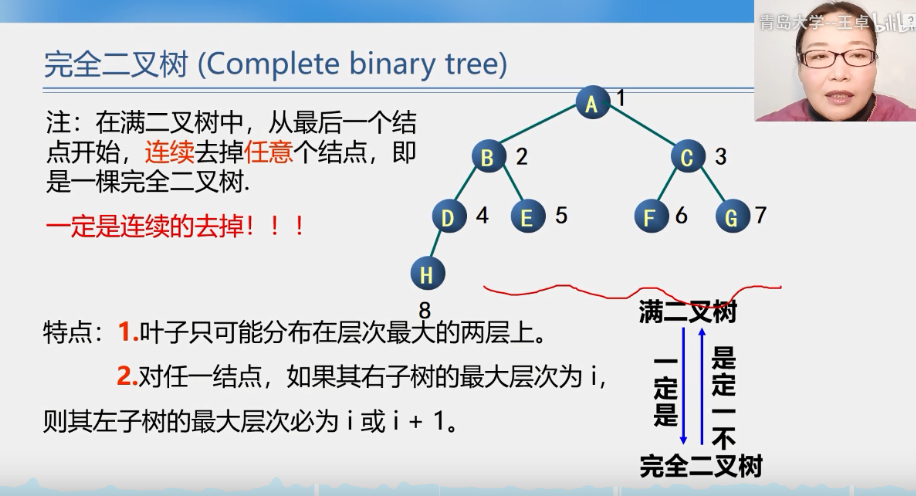 青岛大学--王卓
完全二叉树 (Complete binary tree)
注：在满二叉树中，从最后一个结
点开始，连续去掉任意个结点，即
是一棵完全二叉树.
一定是连续的去掉！！！
A 1
B 2
C 3
D 4
E 5
F 6
G 7
H
8
满二叉树
一定是
是定一不
完全二叉树
特点：1.叶子只可能分布在层次最大的两层上。
2.对任一结点，如果其右子树的最大层次为 i，
则其左子树的最大层次必为 i 或 i + 1。